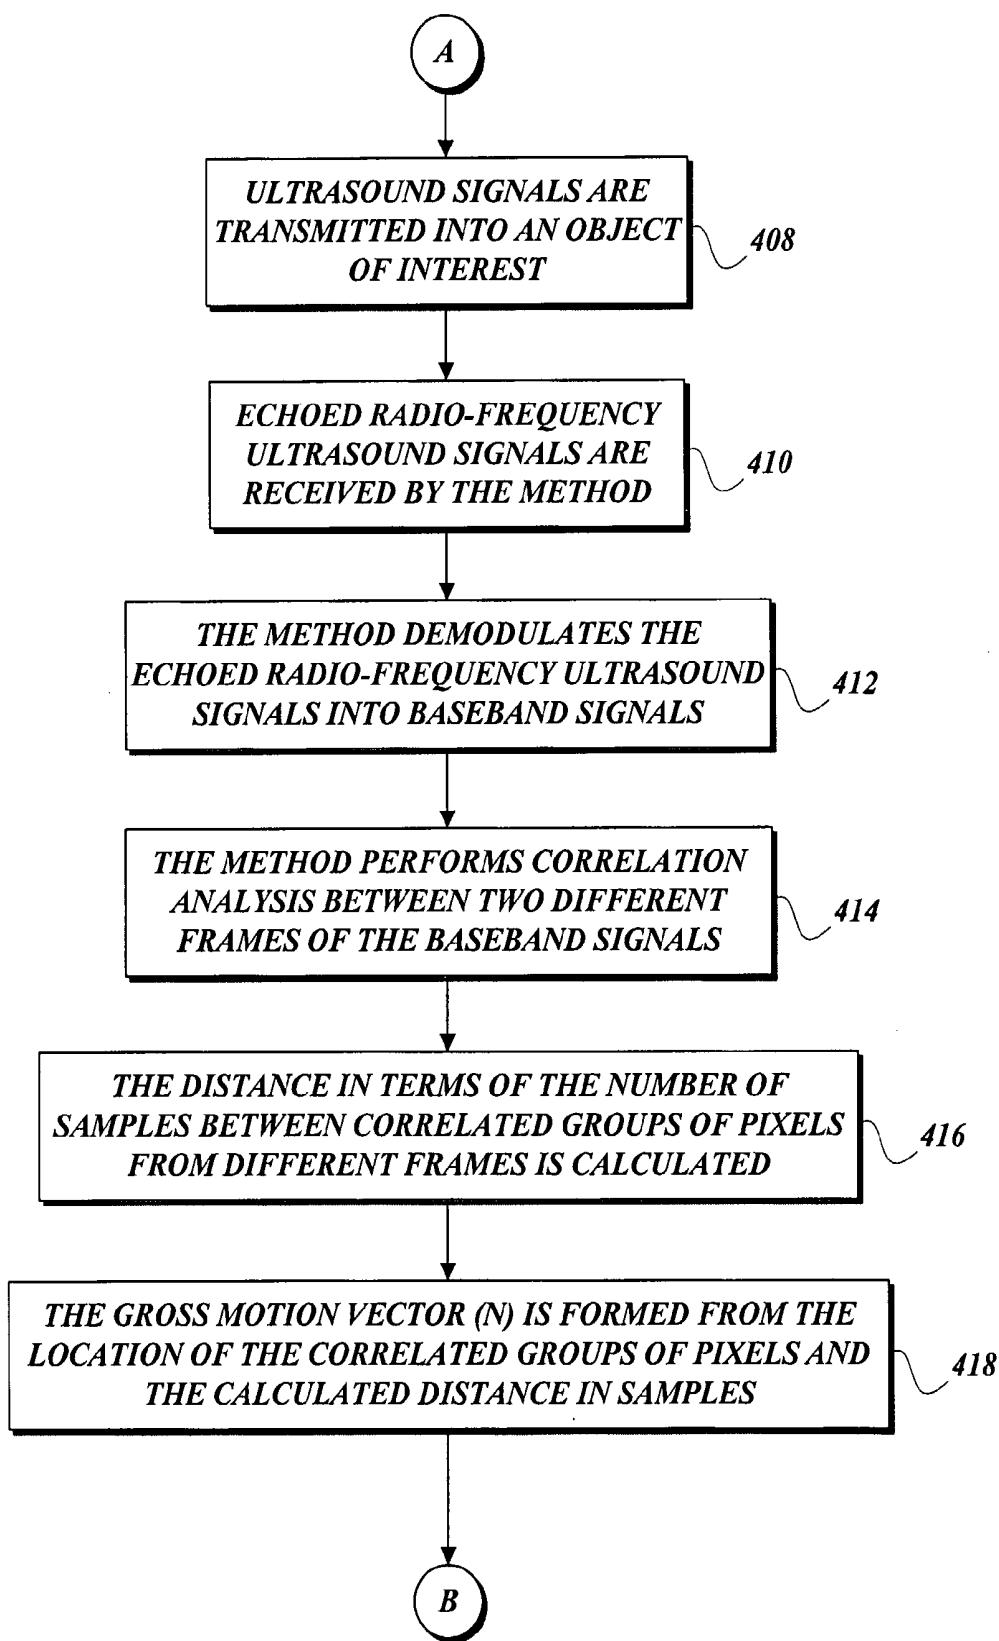 A
ULTRASOUND SIGNALS ARE
TRANSMITTED INTO AN OBJECT
OF INTEREST
408
ECHOED RADIO-FREQUENCY
ULTRASOUND SIGNALS ARE
RECEIVED BY THE METHOD
410
THE METHOD DEMODULATES THE
ECHOED RADIO-FREQUENCY ULTRASOUND
SIGNALS INTO BASEBAND SIGNALS
412
THE METHOD PERFORMS CORRELATION
ANALYSIS BETWEEN TWO DIFFERENT
FRAMES OF THE BASEBAND SIGNALS
414
THE DISTANCE IN TERMS OF THE NUMBER OF
SAMPLES BETWEEN CORRELATED GROUPS OF PIXELS
FROM DIFFERENT FRAMES IS CALCULATED
416
THE GROSS MOTION VECTOR (N) IS FORMED FROM THE
LOCATION OF THE CORRELATED GROUPS OF PIXELS AND
THE CALCULATED DISTANCE IN SAMPLES
418
B